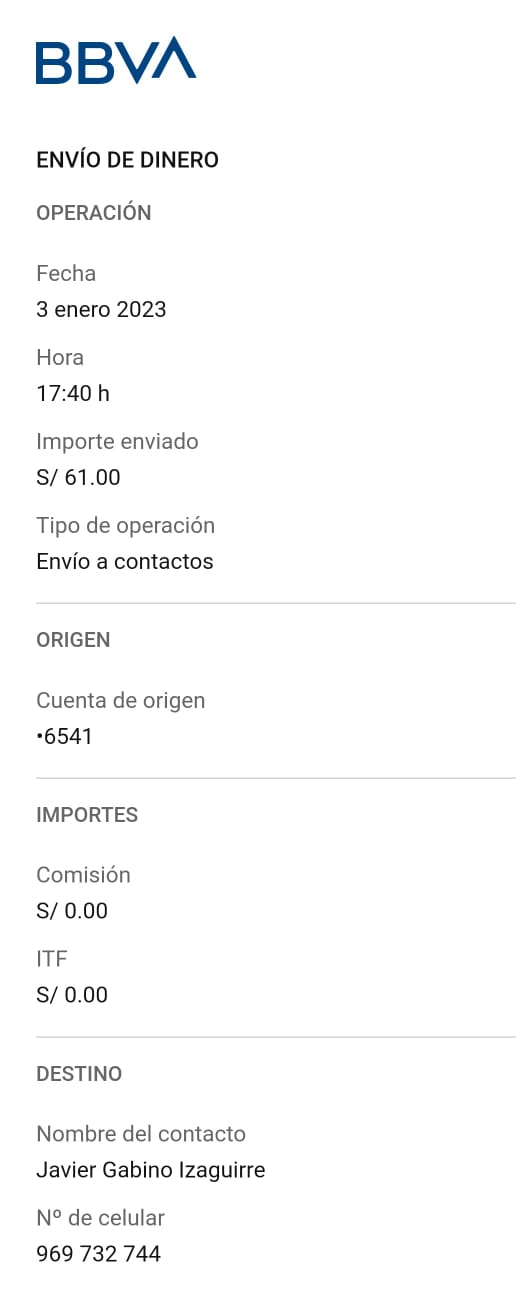 BBVA
ENVÍO DE DINERO
OPERACIÓN
Fecha
3 enero 2023
Hora
17:40 h
Importe enviado
S/ 61.00
Tipo de operación
Envío a contactos
ORIGEN
Cuenta de origen
•6541
IMPORTES
Comisión
S/ 0.00
ITF
S/ 0.00
DESTINO
Nombre del contacto
Javier Gabino Izaguirre
Nº de celular
969 732 744